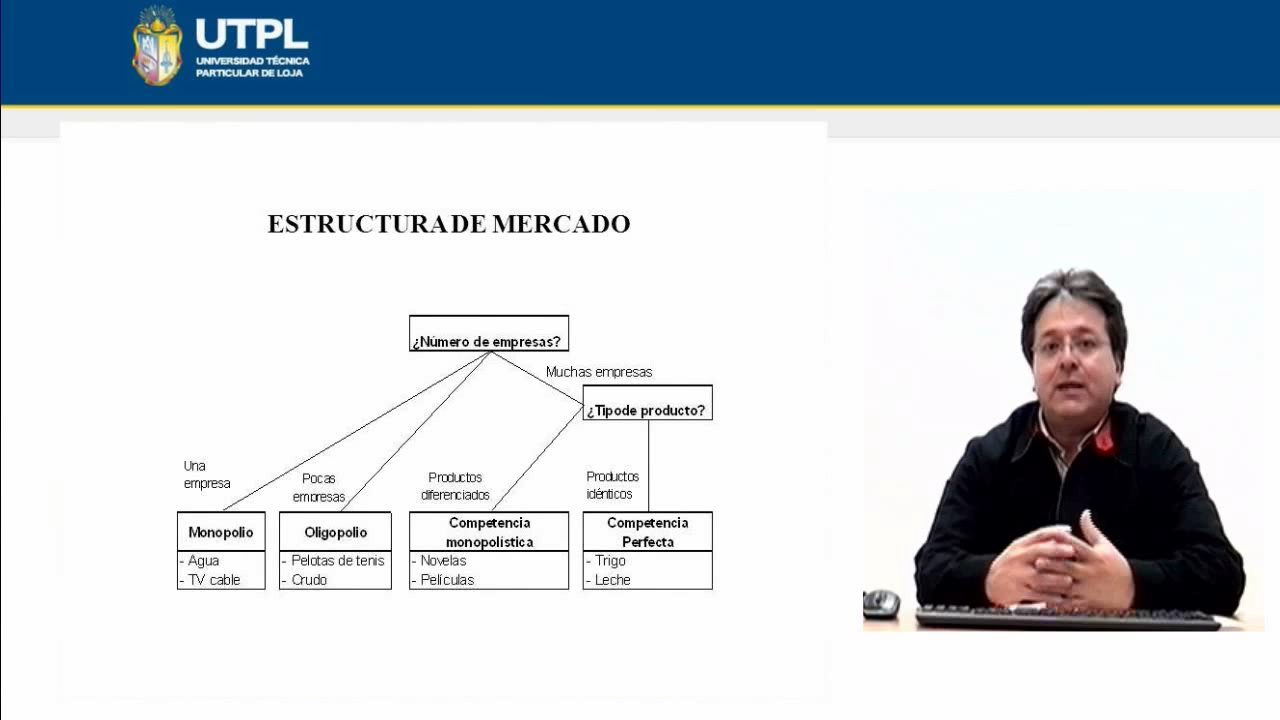 UTPL
UNIVERSIDAD TÉCNICA
PARTICULAR DE LOJA
ESTRUCTURA DE MERCADO
¿Número de empresas?
Muchas empresas
¿Tipode producto?
Una
empresa
Pocas
empresas
Productos
diferenciados
Productos
idénticos
Monopolio
- Agua
- TV cable
Oligopolio
- Pelotas de tenis
- Crudo
Competencia
monopolística
- Novelas
- Películas
Competencia
Perfecta
- Trigo
- Leche